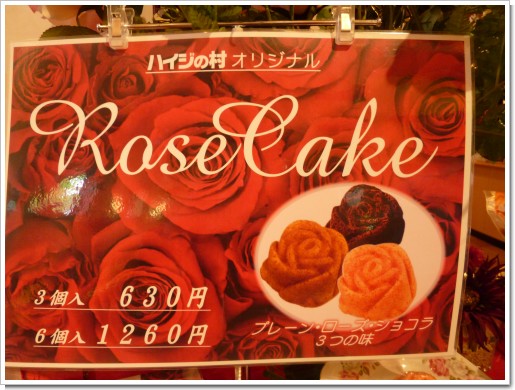 ハイジの村 オリジナル
Rose Cake
3個入 630円
6個入 1260円
プレーン・ローズ・ショコラ
3つの味